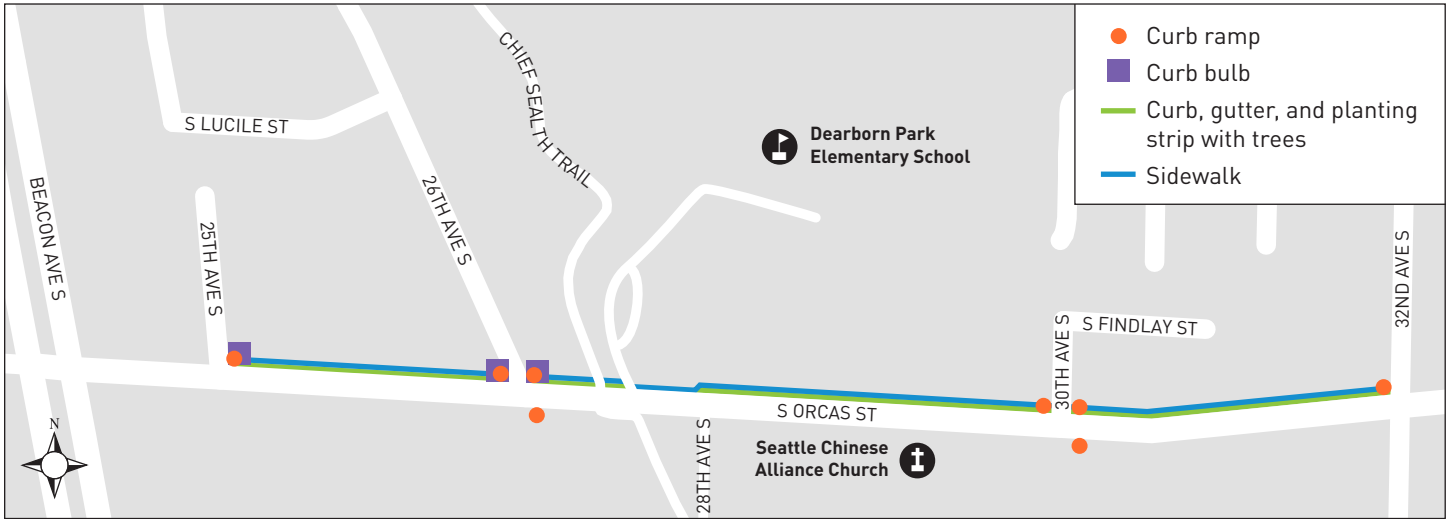 Curb ramp
Curb bulb
Curb, gutter, and planting
strip with trees
Sidewalk
CHIEF SEALTH TRAIL
S LUCILE ST
Dearborn Park
Elementary School
BEACON AVE S
26TH AVE S
25TH AVE S
32ND AVE S
S FINDLAY ST
30TH AVE S
S ORCAS ST
N
28TH AVE S
Seattle Chinese
Alliance Church